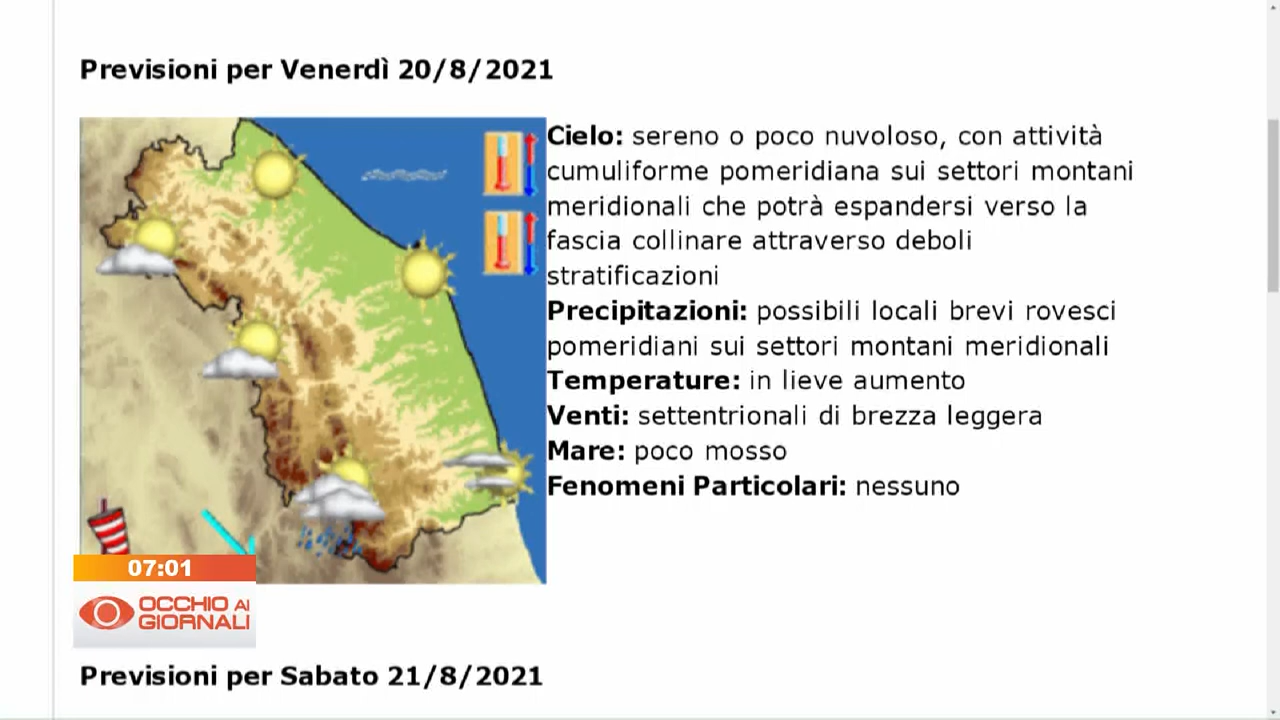 Previsioni per Venerdì 20/8/2021
Cielo: sereno o poco nuvoloso, con attività
cumuliforme pomeridiana sui settori montani
meridionali che potrà espandersi verso la
fascia collinare attraverso deboli
stratificazioni
Precipitazioni: possibili locali brevi rovesci
pomeridiani sui settori montani meridionali
Temperature: in lieve aumento
Venti: settentrionali di brezza leggera
Mare: poco mosso
Fenomeni Particolari: nessuno
07:01
OCCHIO AI
GIORNALI
Previsioni per Sabato 21/8/2021